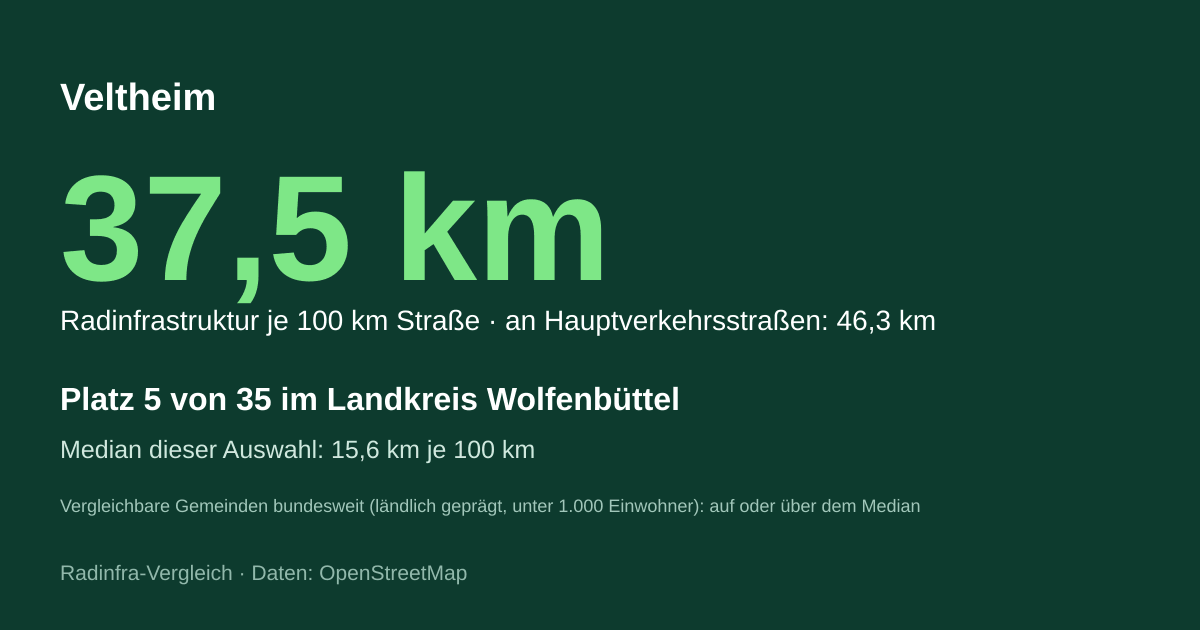 Veltheim
37,5 km
Radinfrastruktur je 100 km Straße · an Hauptverkehrsstraßen: 46,3 km
Platz 5 von 35 im Landkreis Wolfenbüttel
Median dieser Auswahl: 15,6 km je 100 km
Vergleichbare Gemeinden bundesweit (ländlich geprägt, unter 1.000 Einwohner): auf oder über dem Median
Radinfra-Vergleich · Daten: OpenStreetMap